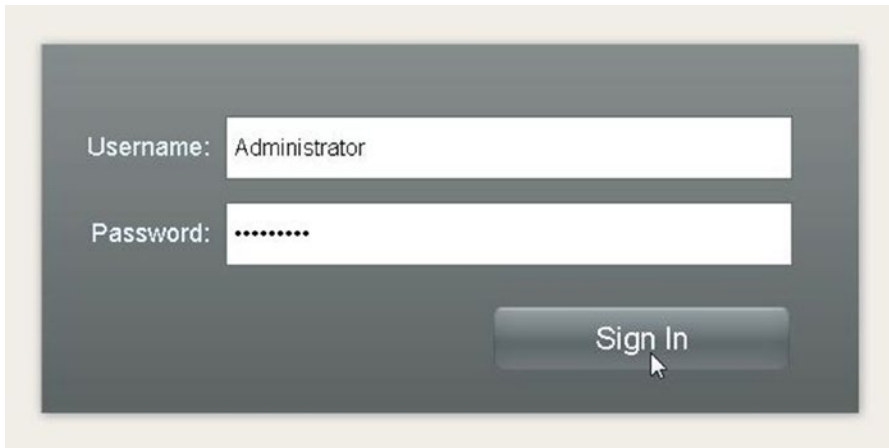 Username: Administrator
Password: •••••••••
Sign In